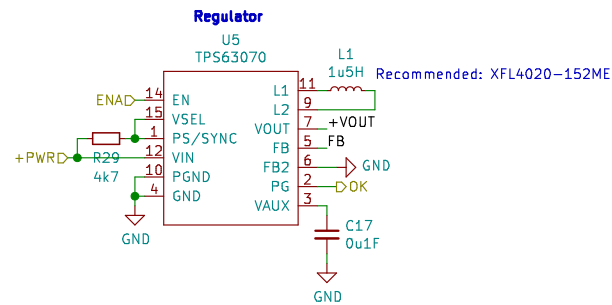 Regulator
U5
TPS63070
L1
1u5H
Recommended: XFL4020-152ME
ENA
14
EN
L1
11
15
VSEL
L2
9
1
PS/SYNC
VOUT
7
+VOUT
R29
4k7
FB
5
FB
+PWR
12
VIN
FB2
6
GND
10
PGND
PG
2
OK
4
GND
VAUX
3
GND
C17
0u1F
GND